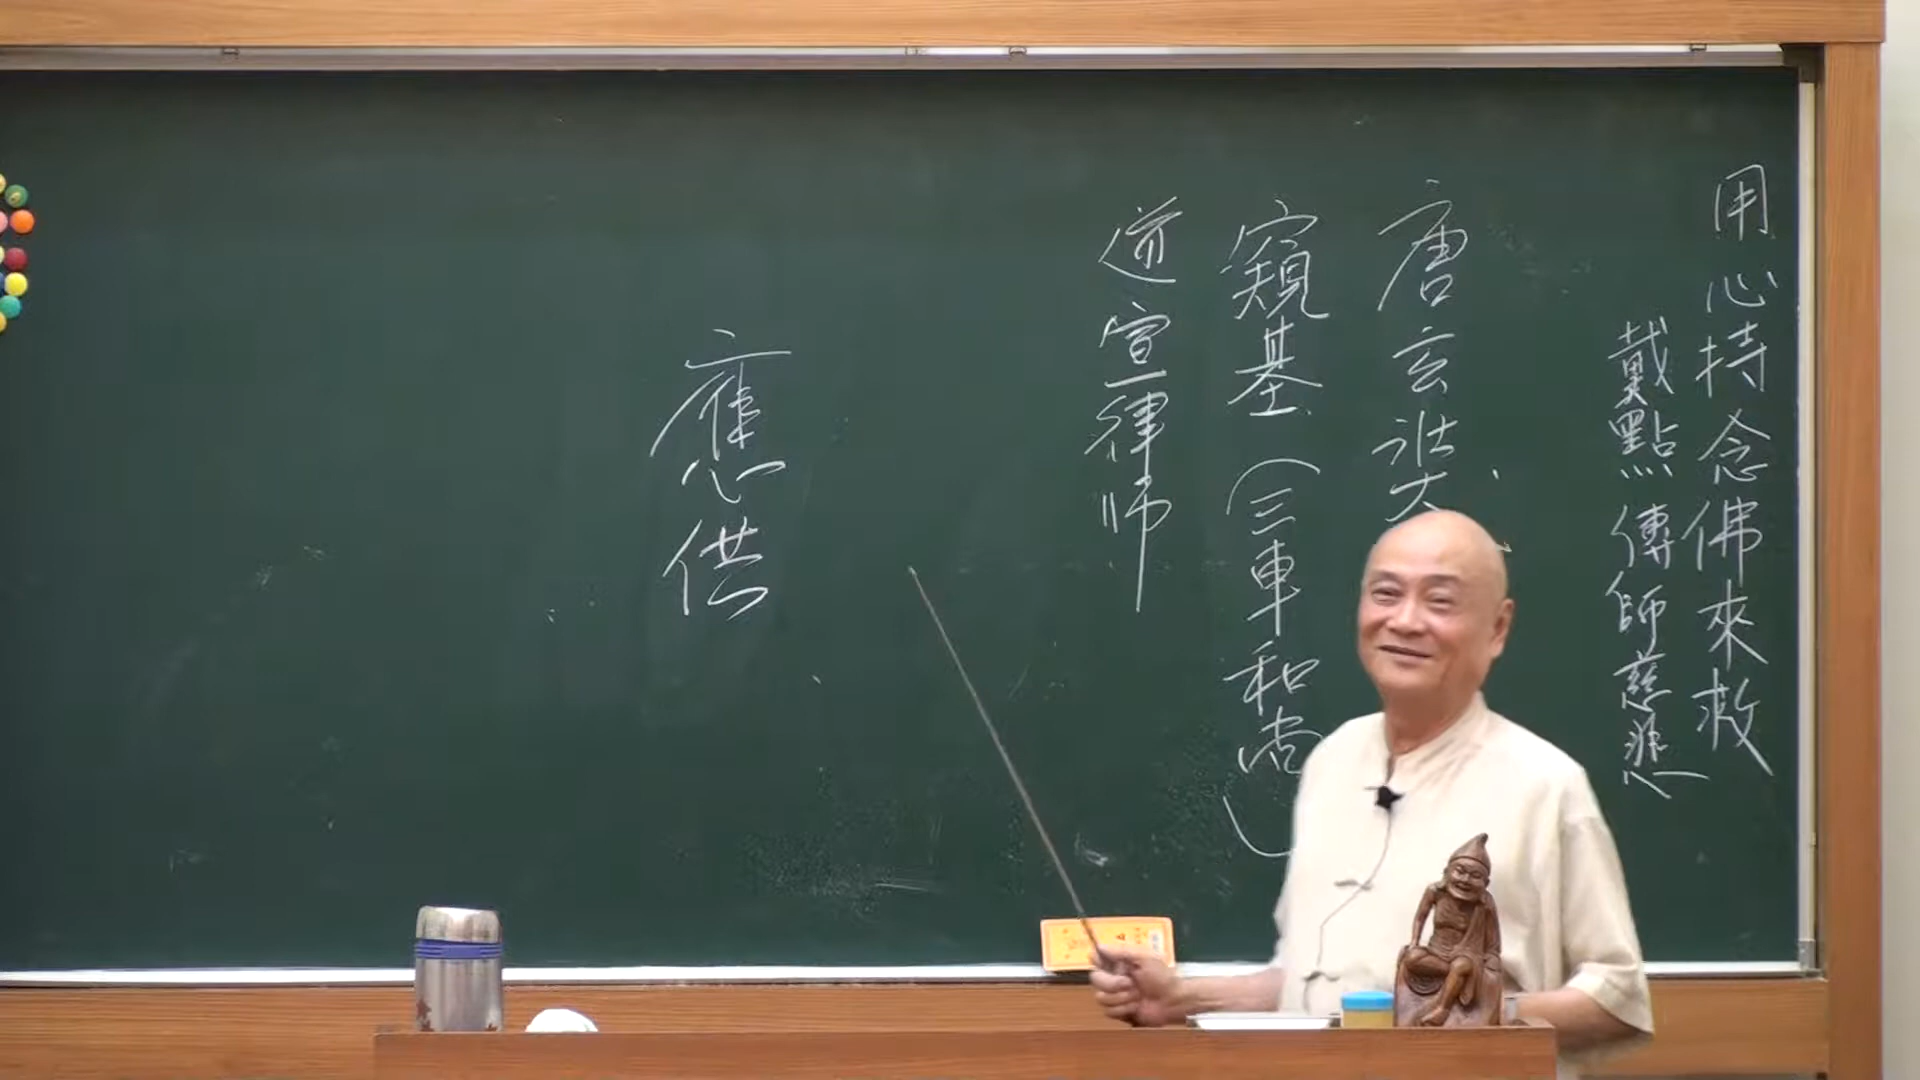 用心持念佛來救
戴點傳師慈悲
唐玄奘大
窺基（三車和尚）
道宣律師
應供